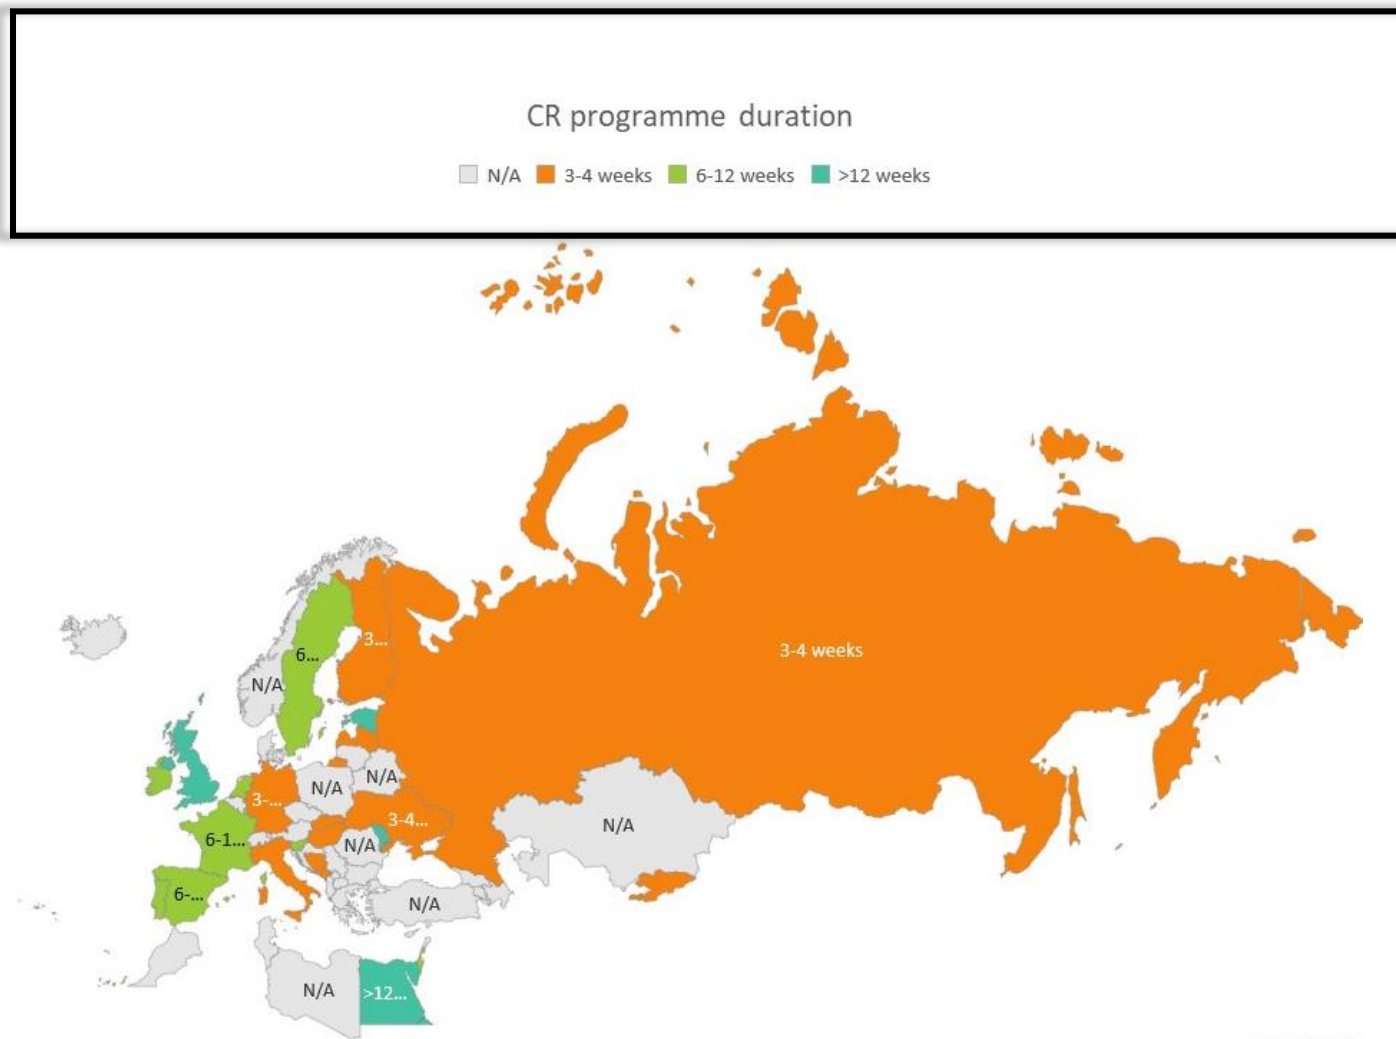 CR programme duration
N/A 3-4 weeks 6-12 weeks >12 weeks
3...
3-4 weeks
6...
N/A
N/A
N/A
3-...
3-4...
N/A
6-1...
N/A
6-...
N/A
N/A
>12...